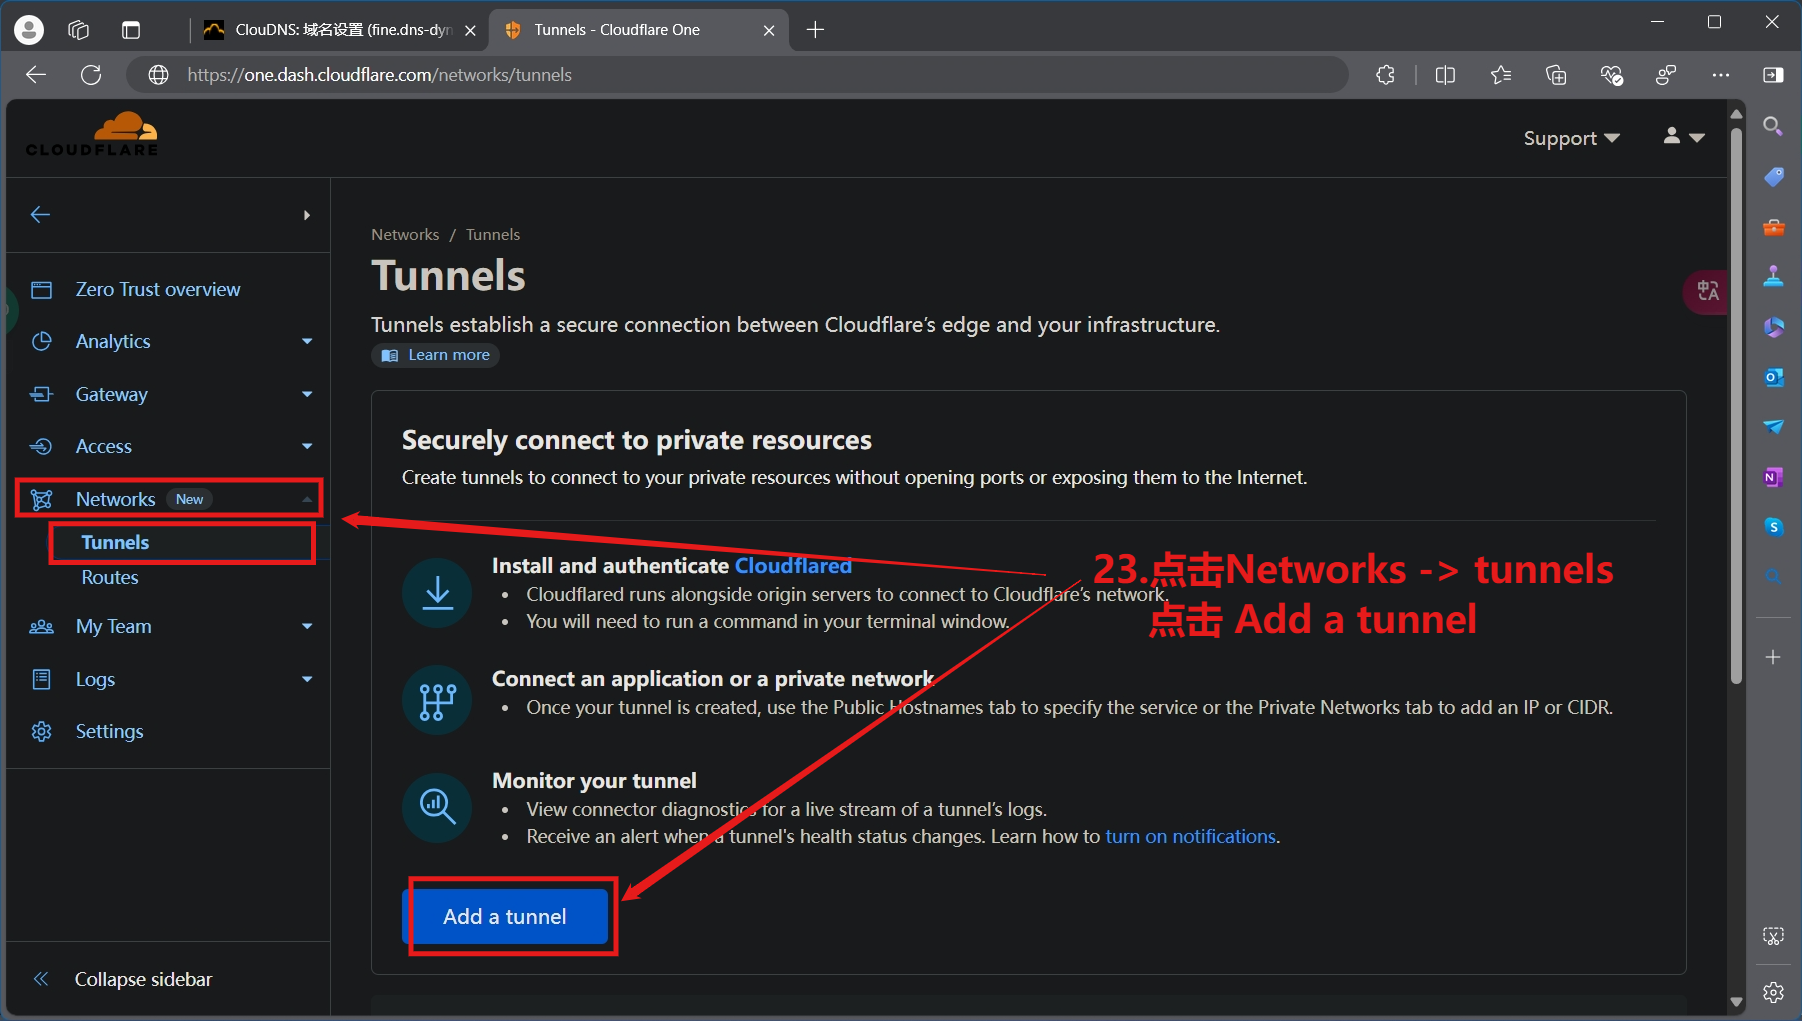 ClouDNS: 域名设置 (fine.dns-dyn
Tunnels - Cloudflare One
https://one.dash.cloudflare.com/networks/tunnels
CLOUDFLARE
Support
Networks / Tunnels
Tunnels
Tunnels establish a secure connection between Cloudflare's edge and your infrastructure.
Learn more
Zero Trust overview
Analytics
Gateway
Access
Networks New
Tunnels
Routes
My Team
Logs
Settings
Collapse sidebar
Securely connect to private resources
Create tunnels to connect to your private resources without opening ports or exposing them to the Internet.
Install and authenticate Cloudflared
• Cloudflared runs alongside origin servers to connect to Cloudflare's network.
• You will need to run a command in your terminal window.
23.点击Networks -> tunnels
点击 Add a tunnel
Connect an application or a private network
• Once your tunnel is created, use the Public Hostnames tab to specify the service or the Private Networks tab to add an IP or CIDR.
Monitor your tunnel
• View connector diagnostics for a live stream of a tunnel's logs.
• Receive an alert when a tunnel's health status changes. Learn how to turn on notifications.
Add a tunnel